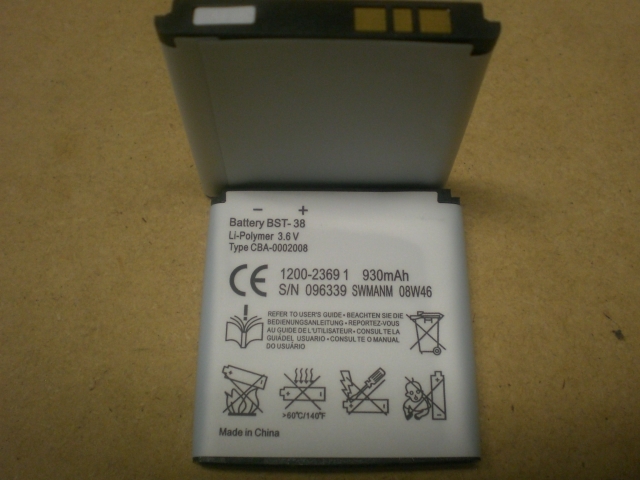 − +
Battery BST- 38
Li-Polymer 3.6 V
Type CBA-0002008
CE 1200-2369 1 930mAh
S/N 096339 SWMANM 08W46
REFER TO USER'S GUIDE • BEACHTEN SIE DIE
BEDIENUNGSANLEITUNG • REPORTEZ-VOUS
AU GUIDE DE L'UTILISATEUR • CONSULTE LA
GUIÁDEL USUARIO • CONSULTE O MANUAL
DO USUÁRIO
>60℃/140℉
Made in China